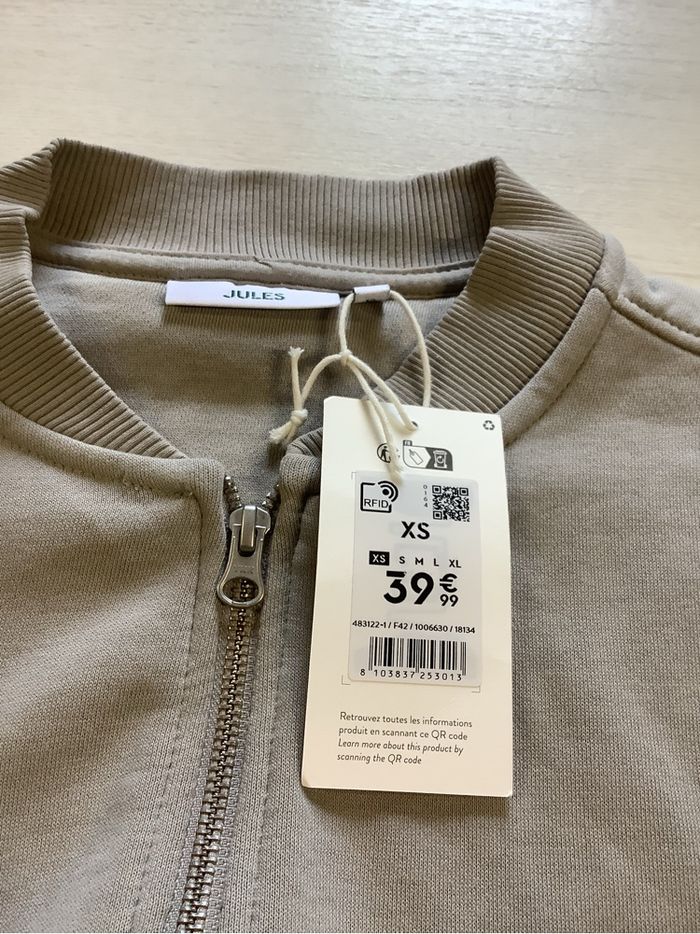 JULES
FR
RFID
0164
XS
XS S M L XL
39€99
483122-1 / F42 / 1006630 / 18134
8 103837 253013
Retrouvez toutes les informations
produit en scannant ce QR code
Learn more about this product by
scanning the QR code